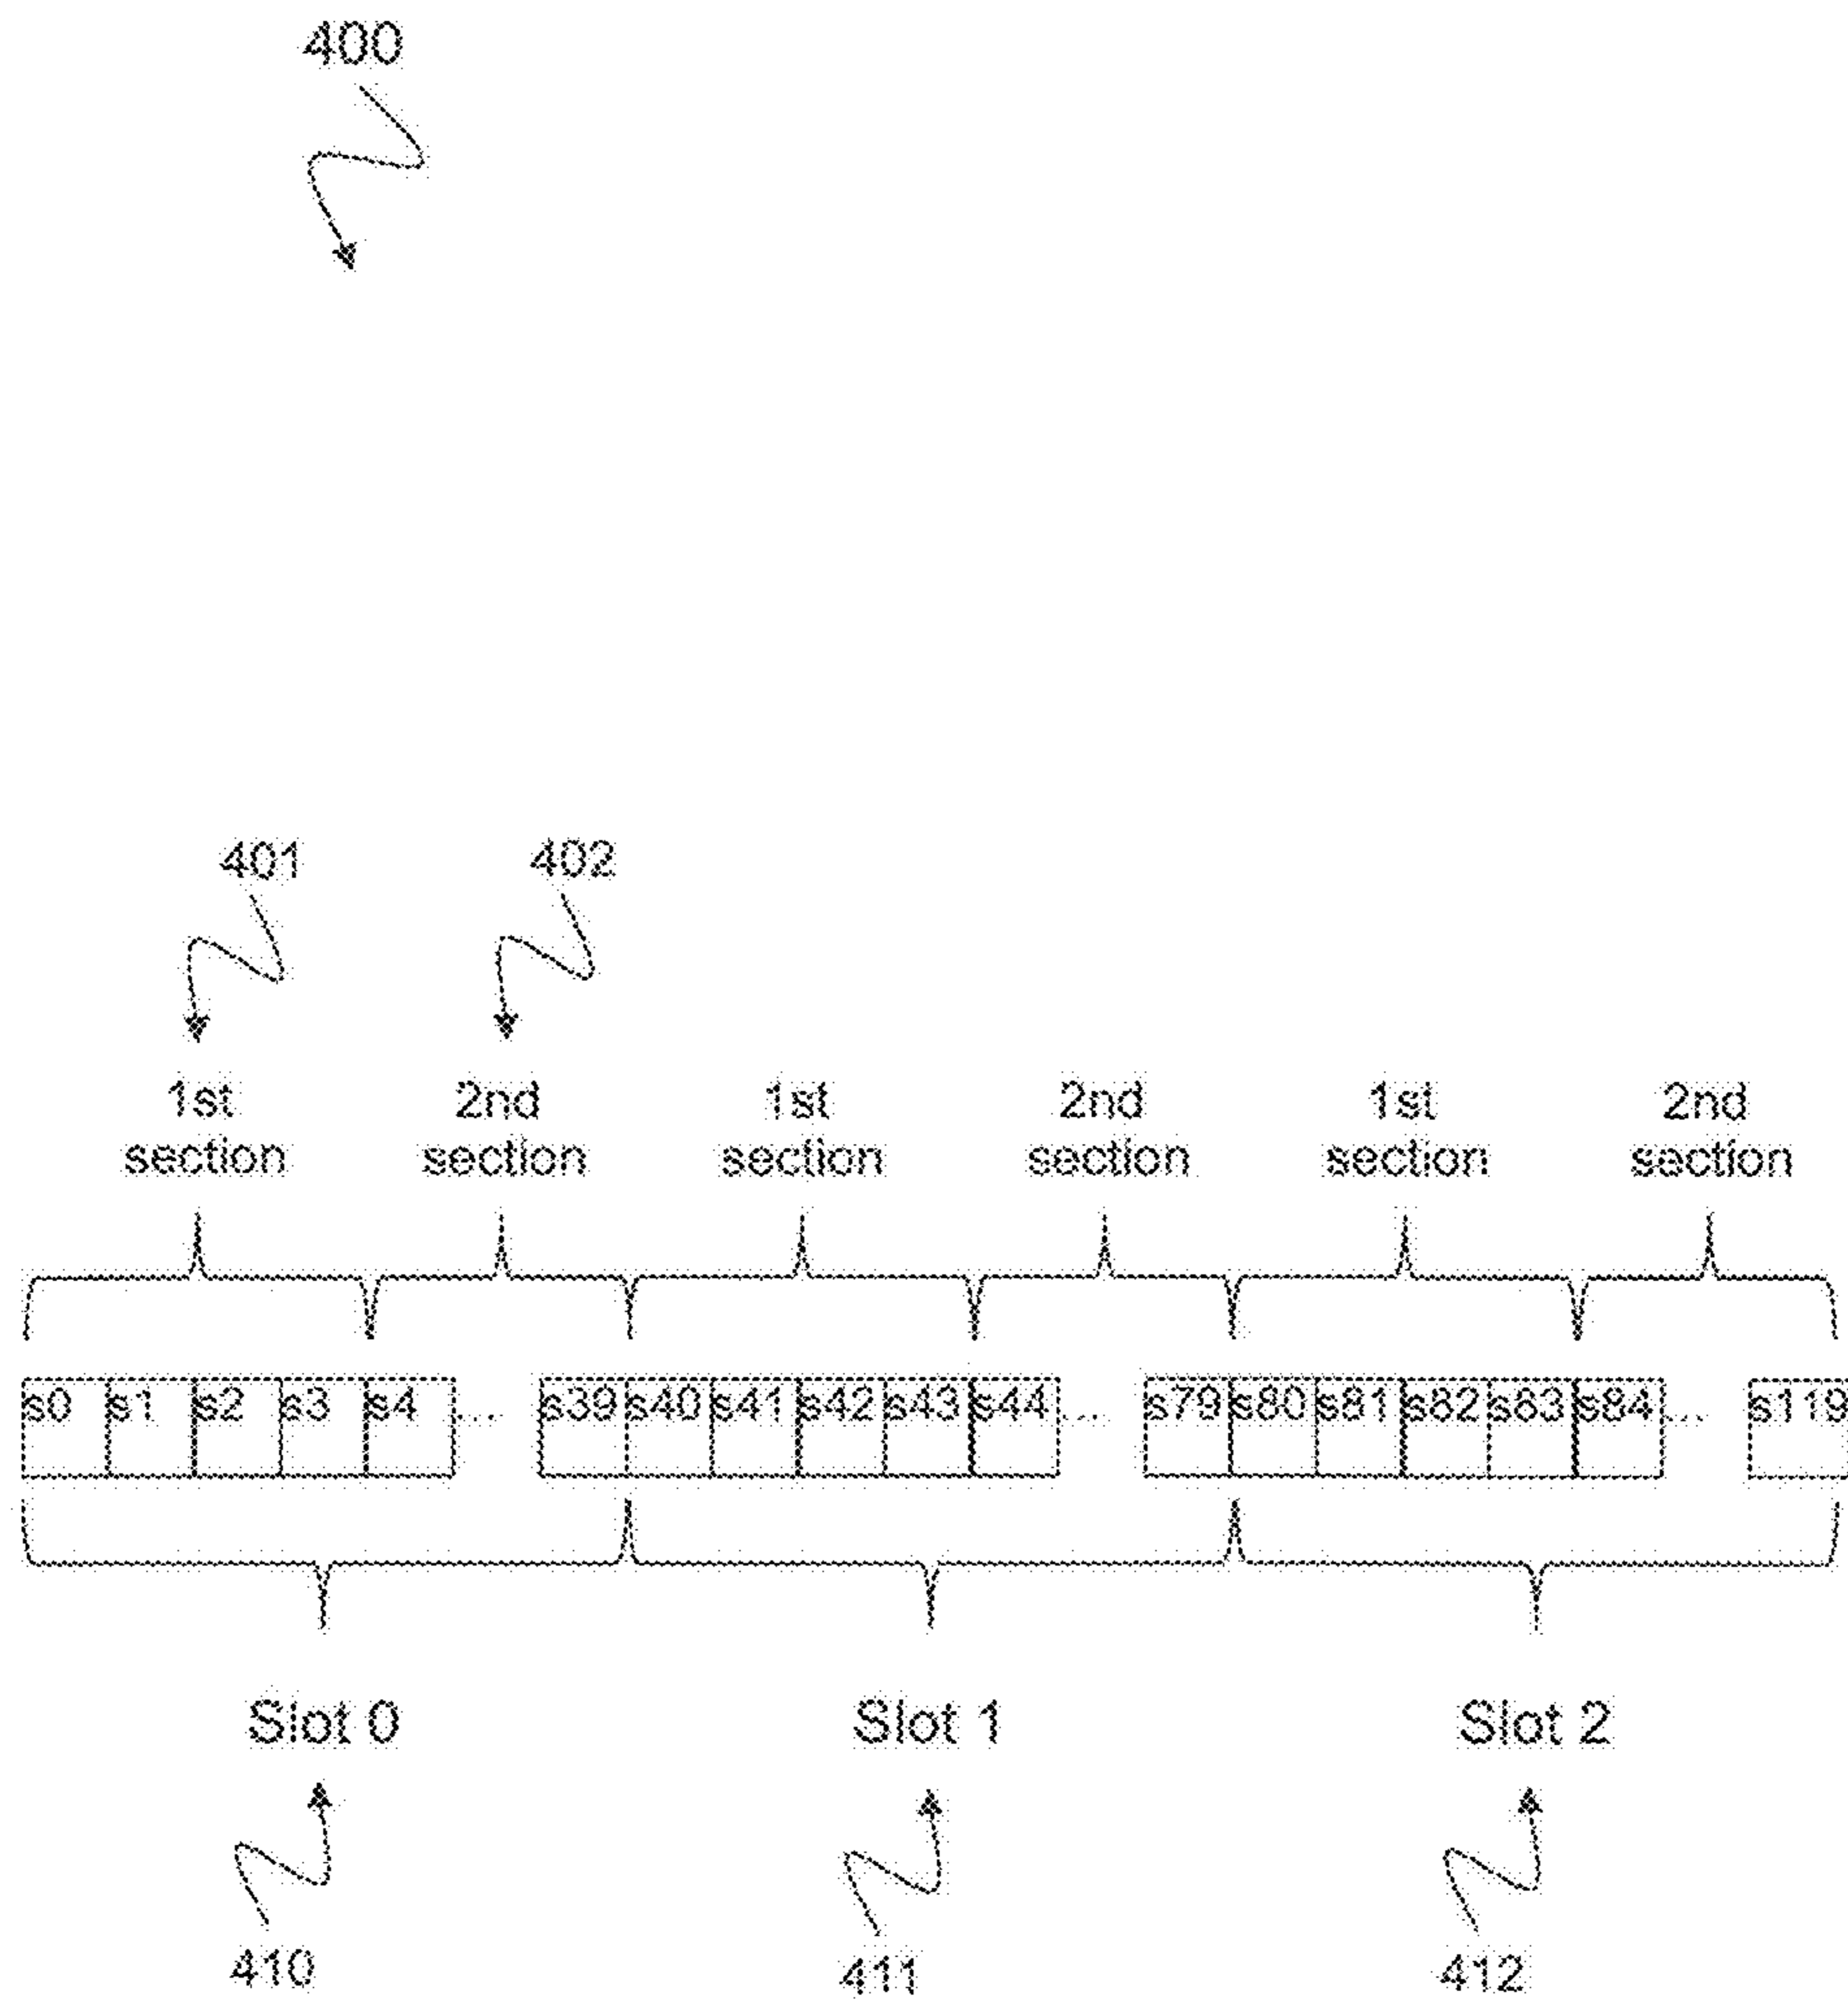 400
401 402
1st 2nd 1st 2nd 1st 2nd
section section section section section section
s0 s1 s2 s3 s4 ... s39 s40 s41 s42 s43 s44 ... s79 s80 s81 s82 s83 s84 ... s119
Slot 0 Slot 1 Slot 2
410 411 412